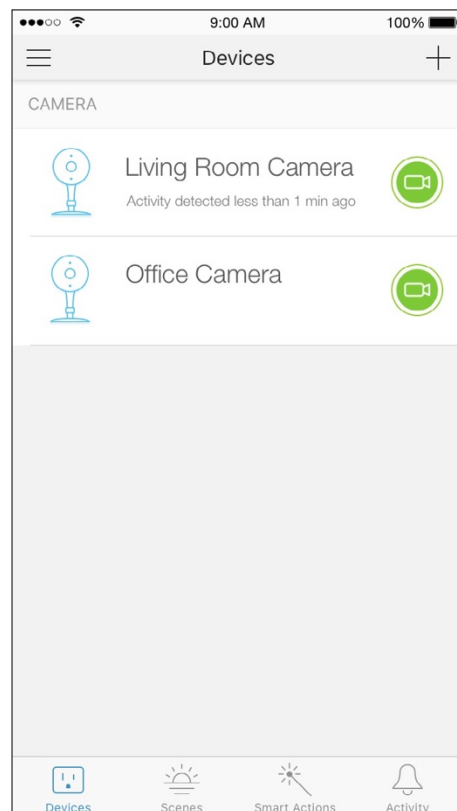 9:00 AM 100%
Devices
CAMERA
Living Room Camera
Activity detected less than 1 min ago
Office Camera
Devices Scenes Smart Actions Activity